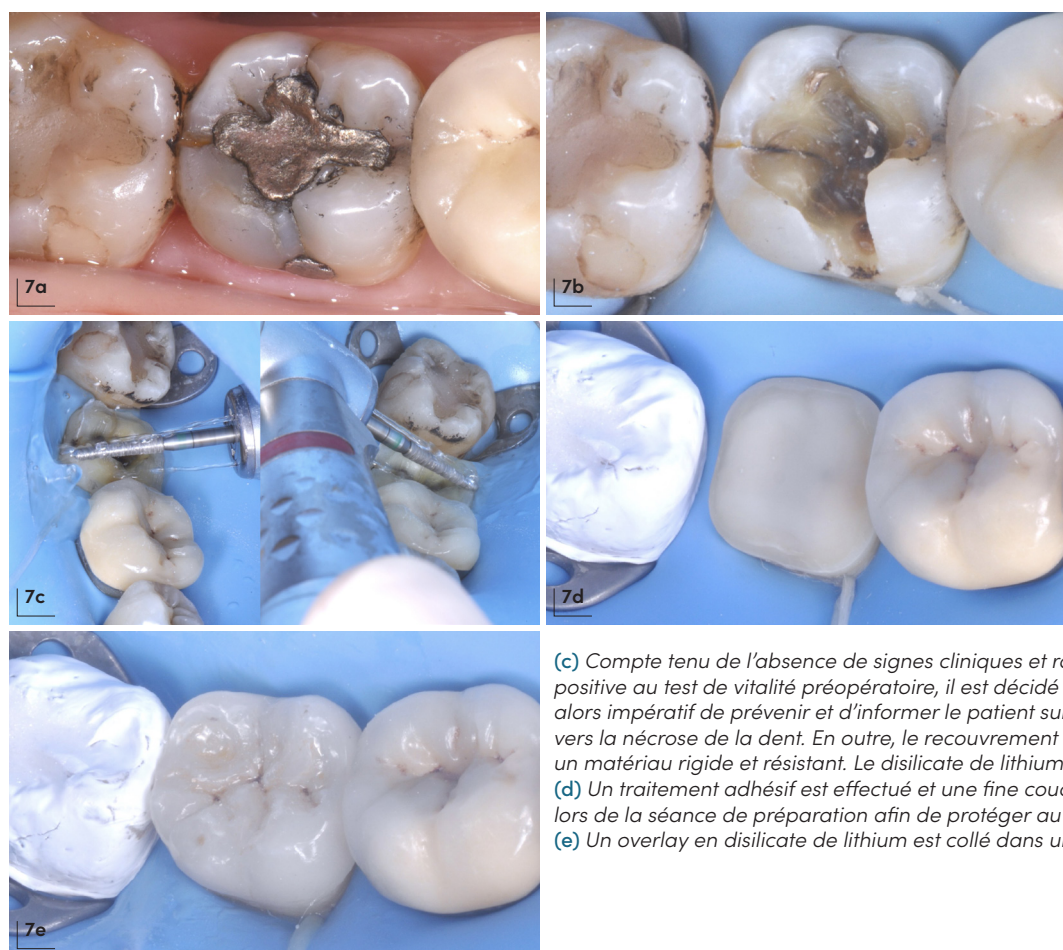 7a
7b
7c
7d
7e
(c) Compte tenu de l'absence de signes cliniques et
positive au test de vitalité préopératoire, il est décidé
alors impératif de prévenir et d'informer le patient
vers la nécrose de la dent. En outre, le recouvrement
un matériau rigide et résistant. Le disilicate de lithium
(d) Un traitement adhésif est effectué et une fine
lors de la séance de préparation afin de protéger au
(e) Un overlay en disilicate de lithium est collé dans